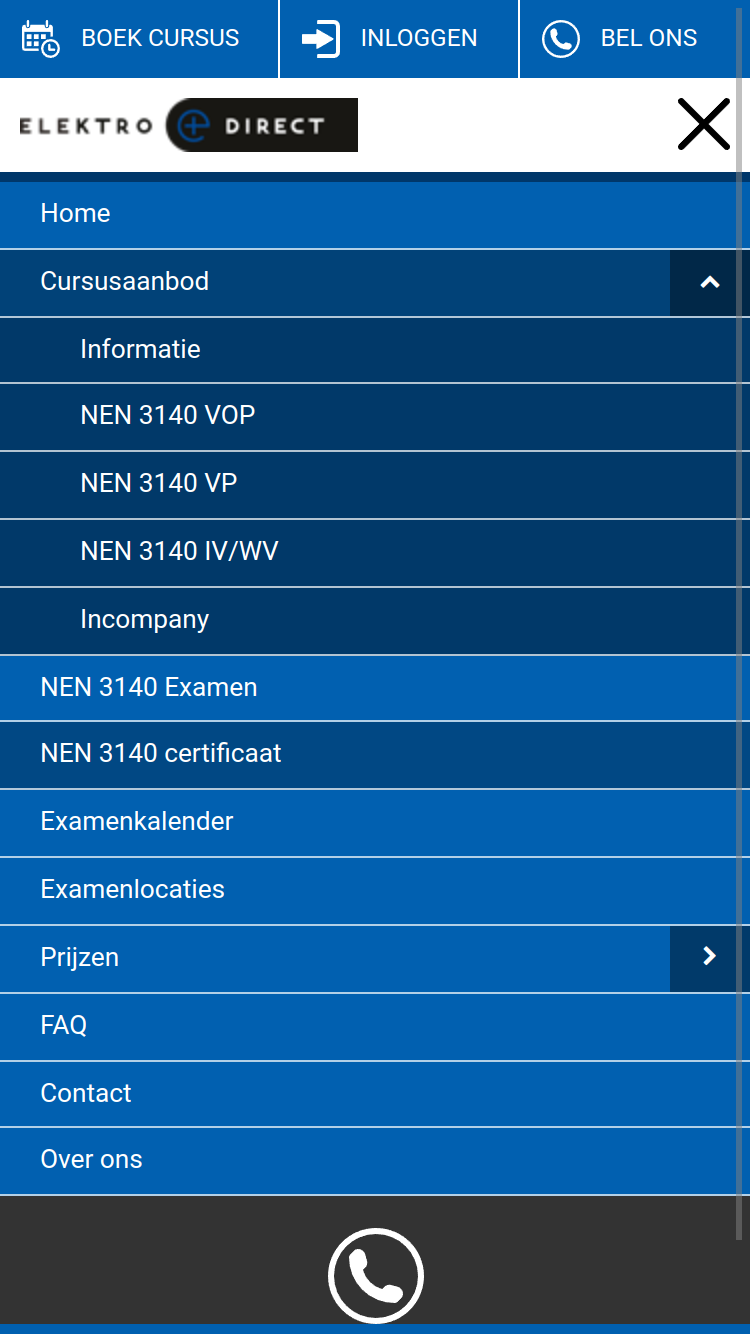 BOEK CURSUS INLOGGEN BEL ONS
ELEKTRO DIRECT
Home
Cursusaanbod
Informatie
NEN 3140 VOP
NEN 3140 VP
NEN 3140 IV/WV
Incompany
NEN 3140 Examen
NEN 3140 certificaat
Examenkalender
Examenlocaties
Prijzen
FAQ
Contact
Over ons